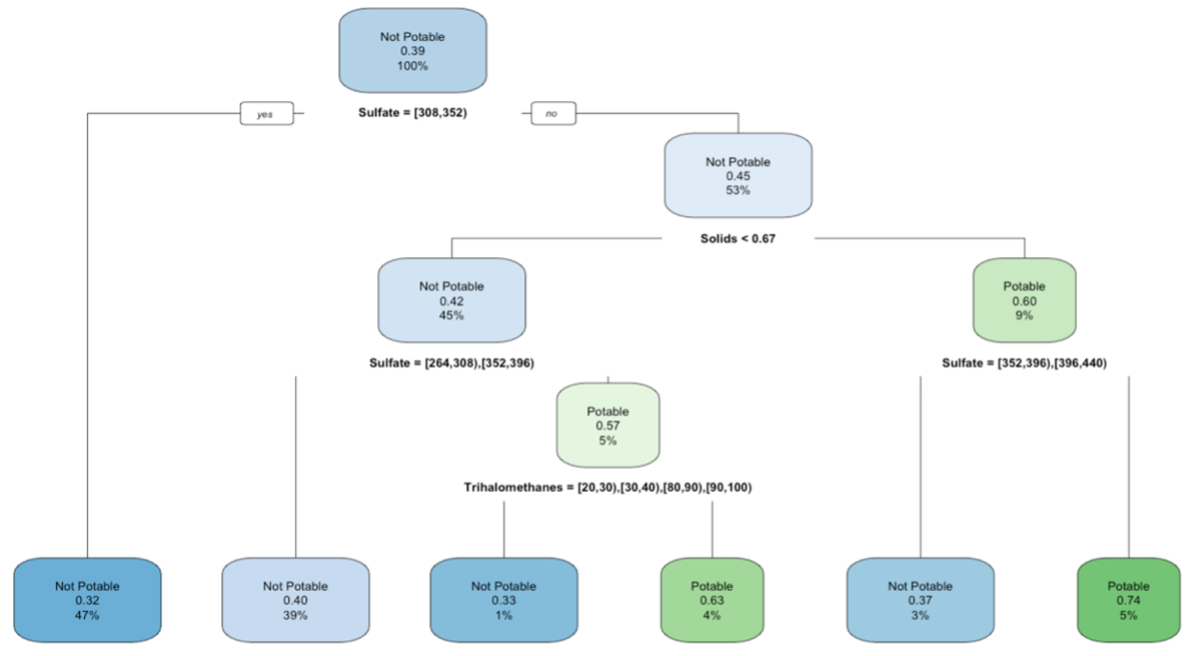 Not Potable
0.39
100%
yes
Sulfate = [308,352)
no
Not Potable
0.45
53%
Solids < 0.67
Not Potable
0.42
45%
Potable
0.60
9%
Sulfate = [264,308),[352,396)
Sulfate = [352,396),[396,440)
Potable
0.57
5%
Trihalomethanes = [20,30),[30,40),[80,90),[90,100)
Not Potable
0.32
47%
Not Potable
0.40
39%
Not Potable
0.33
1%
Potable
0.63
4%
Not Potable
0.37
3%
Potable
0.74
5%